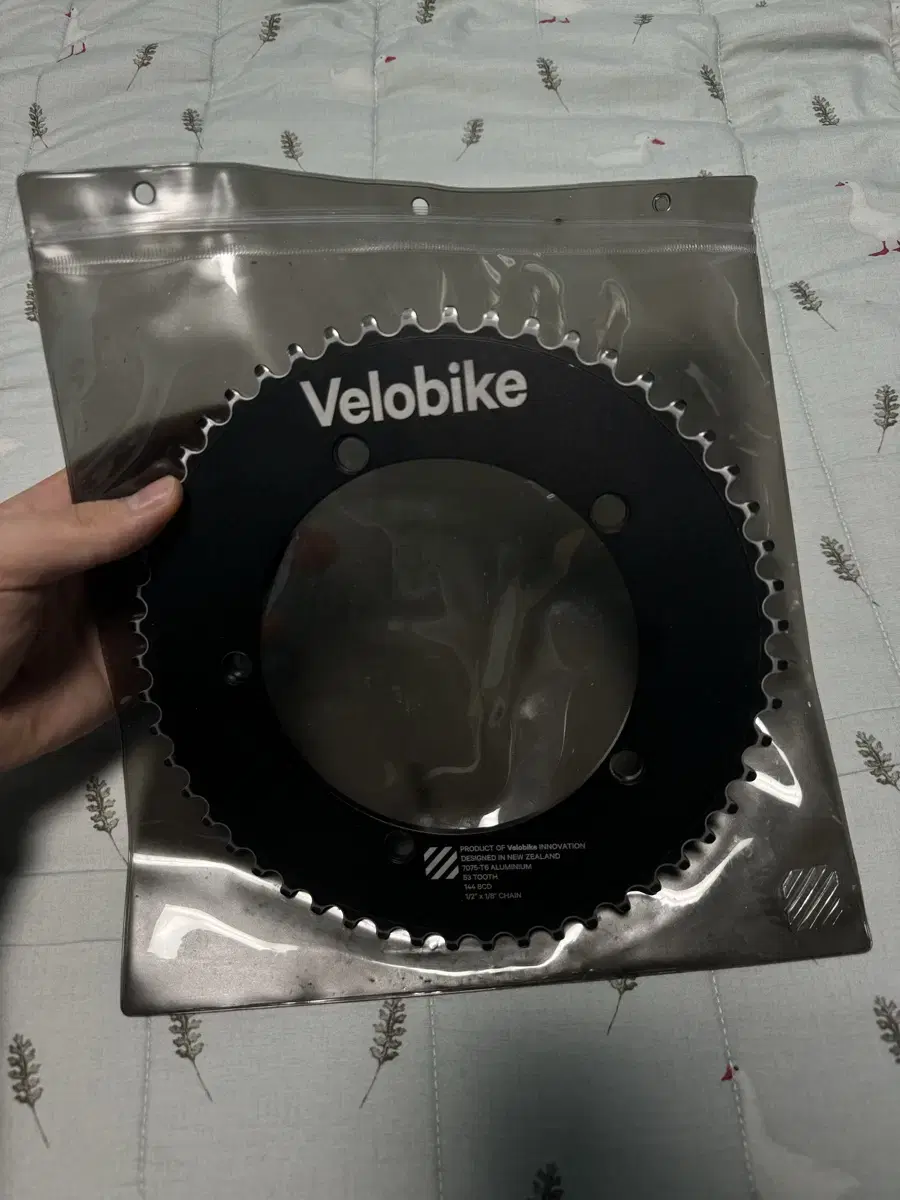 Velobike
PRODUCT OF Velobike INNOVATION
DESIGNED IN NEW ZEALAND
7075-T6 ALUMINIUM
53 TOOTH
144 BCD
1/2" x 1/8" CHAIN